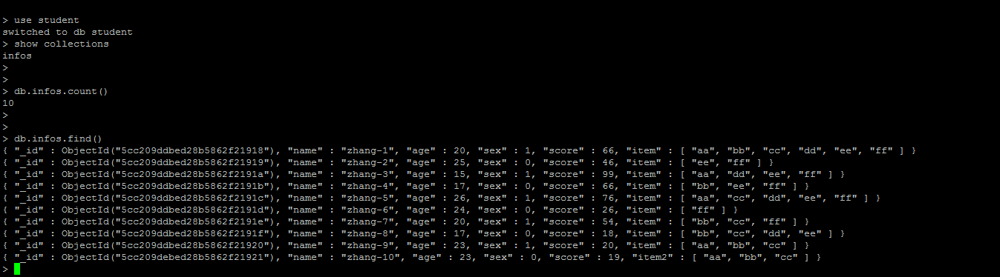 > use student
switched to db student
> show collections
infos
>
>
> db.infos.count()
10
>
>
> db.infos.find()
{ "_id" : ObjectId("5cc209ddbed28b5862f21918"), "name" : "zhang-1", "age" : 20, "sex" : 1, "score" : 66, "item" : [ "aa", "bb", "cc", "dd", "ee", "ff" ] }
{ "_id" : ObjectId("5cc209ddbed28b5862f21919"), "name" : "zhang-2", "age" : 25, "sex" : 0, "score" : 46, "item" : [ "ee", "ff" ] }
{ "_id" : ObjectId("5cc209ddbed28b5862f2191a"), "name" : "zhang-3", "age" : 15, "sex" : 1, "score" : 99, "item" : [ "aa", "dd", "ee", "ff" ] }
{ "_id" : ObjectId("5cc209ddbed28b5862f2191b"), "name" : "zhang-4", "age" : 17, "sex" : 0, "score" : 66, "item" : [ "bb", "ee", "ff" ] }
{ "_id" : ObjectId("5cc209ddbed28b5862f2191c"), "name" : "zhang-5", "age" : 26, "sex" : 1, "score" : 76, "item" : [ "aa", "cc", "dd", "ee", "ff" ] }
{ "_id" : ObjectId("5cc209ddbed28b5862f2191d"), "name" : "zhang-6", "age" : 24, "sex" : 0, "score" : 26, "item" : [ "ff" ] }
{ "_id" : ObjectId("5cc209ddbed28b5862f2191e"), "name" : "zhang-7", "age" : 20, "sex" : 1, "score" : 54, "item" : [ "bb", "cc", "ff" ] }
{ "_id" : ObjectId("5cc209ddbed28b5862f2191f"), "name" : "zhang-8", "age" : 17, "sex" : 0, "score" : 18, "item" : [ "bb", "cc", "dd", "ee" ] }
{ "_id" : ObjectId("5cc209ddbed28b5862f21920"), "name" : "zhang-9", "age" : 23, "sex" : 1, "score" : 20, "item" : [ "aa", "bb", "cc" ] }
{ "_id" : ObjectId("5cc209debed28b5862f21921"), "name" : "zhang-10", "age" : 23, "sex" : 0, "score" : 19, "item2" : [ "aa", "bb", "cc" ] }
>